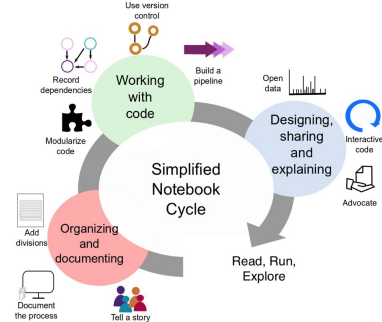 Use version
control
Record
dependencies
Working
with
code
Build a
pipeline
Modularize
code
Open
data
Designing,
sharing
and
explaining
Interactive
code
Advocate
Simplified
Notebook
Cycle
Add
divisions
Organizing
and
documenting
Document
the process
Tell a story
Read, Run,
Explore